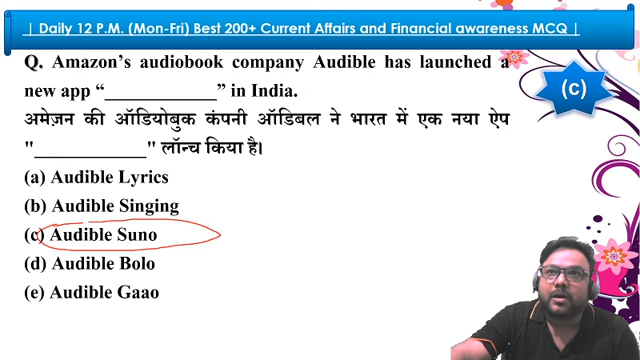 | Daily 12 P.M. (Mon-Fri) Best 200+ Current Affairs and Financial awareness MCQ |
(c)
Q. Amazon’s audiobook company Audible has launched a
new app “____________” in India.
अमेज़न की ऑडियोबुक कंपनी ऑडिबल ने भारत में एक नया ऐप
"____________" लॉन्च किया है।
(a) Audible Lyrics
(b) Audible Singing
(c) Audible Suno
(d) Audible Bolo
(e) Audible Gaao